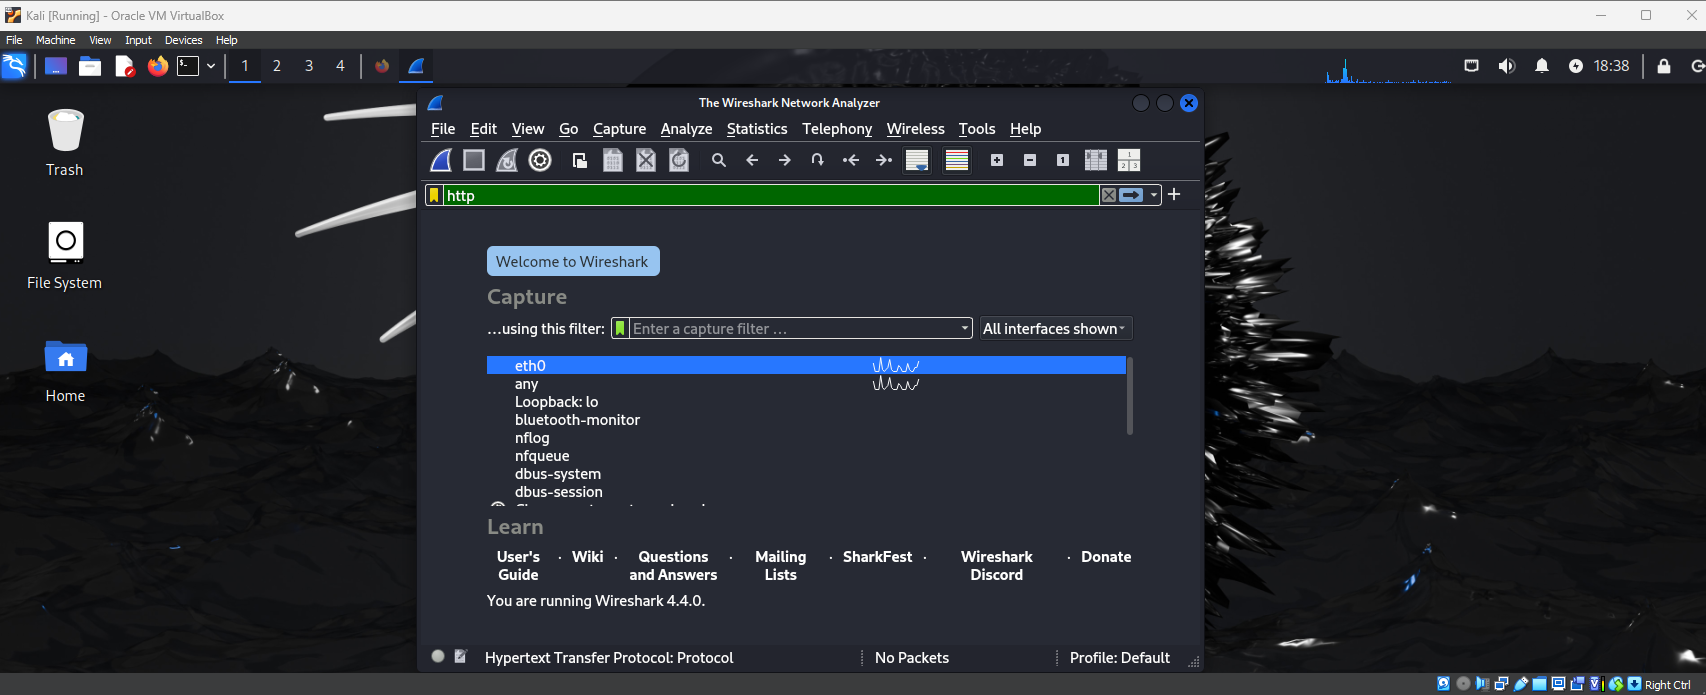 Kali [Running] - Oracle VM VirtualBox
File Machine View Input Devices Help
1 2 3 4
18:38
Trash
File System
Home
The Wireshark Network Analyzer
File Edit View Go Capture Analyze Statistics Telephony Wireless Tools Help
http
Welcome to Wireshark
Capture
...using this filter: Enter a capture filter ... All interfaces shown
eth0
any
Loopback: lo
bluetooth-monitor
nflog
nfqueue
dbus-system
dbus-session
Learn
User's Guide · Wiki · Questions and Answers · Mailing Lists · SharkFest · Wireshark Discord · Donate
You are running Wireshark 4.4.0.
Hypertext Transfer Protocol: Protocol No Packets Profile: Default
Right Ctrl